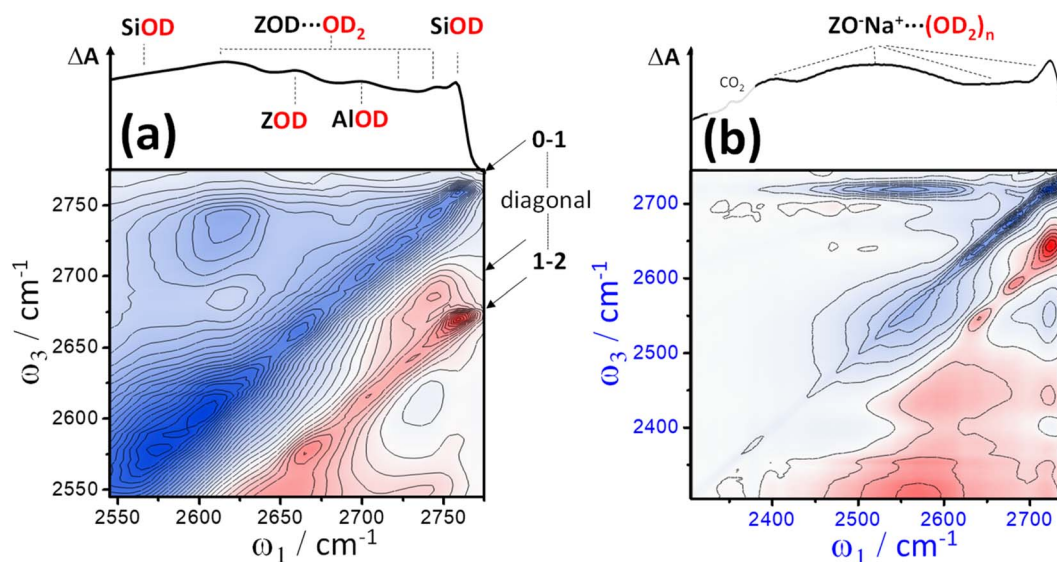 SiOD ZOD···OD₂ SiOD
ΔA
ZOD AlOD
(a)
0-1
diagonal
1-2
2750
2700
2650
2600
2550
ω₃ / cm⁻¹
2550 2600 2650 2700 2750
ω₁ / cm⁻¹
ZO⁻Na⁺···(OD₂)ₙ
ΔA
CO₂
(b)
2700
2600
2500
2400
ω₃ / cm⁻¹
2400 2500 2600 2700
ω₁ / cm⁻¹